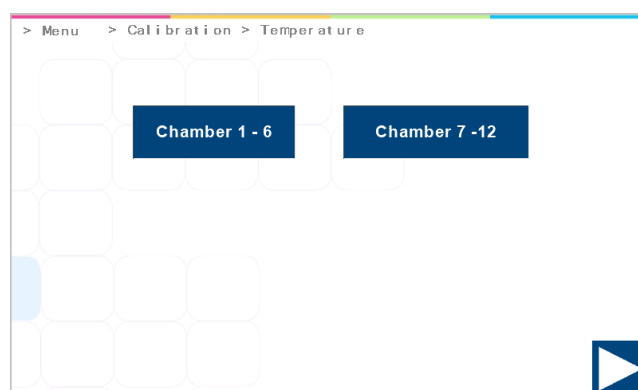 > Menu > Calibration > Temperature
Chamber 1 - 6
Chamber 7 -12